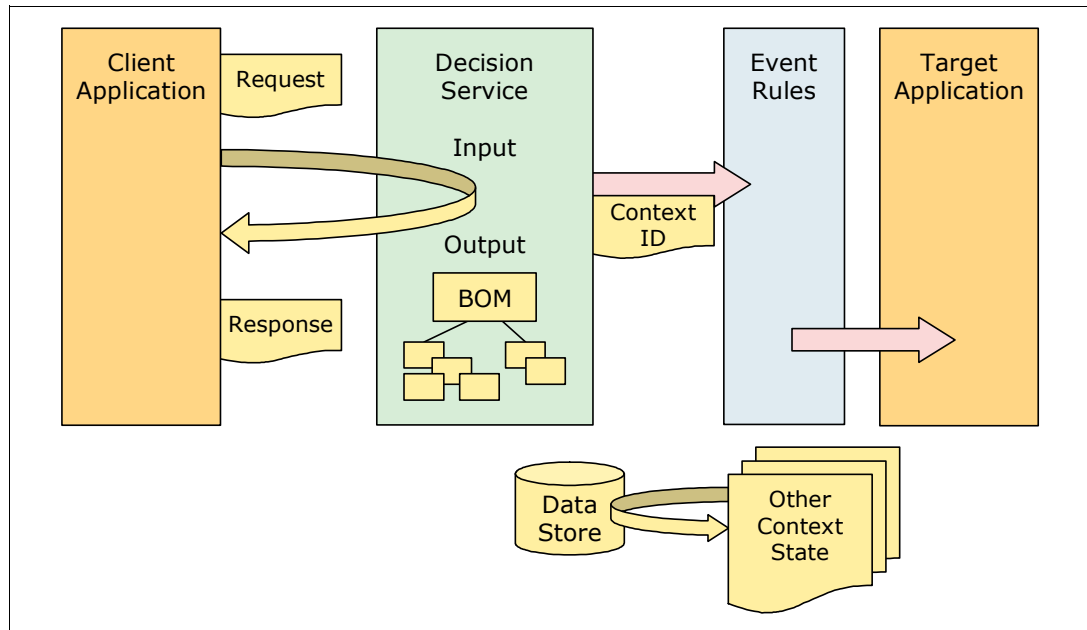 Client
Application
Request
Decision
Service
Event
Rules
Target
Application
Input
Context
ID
Output
BOM
Response
Data
Store
Other
Context
State